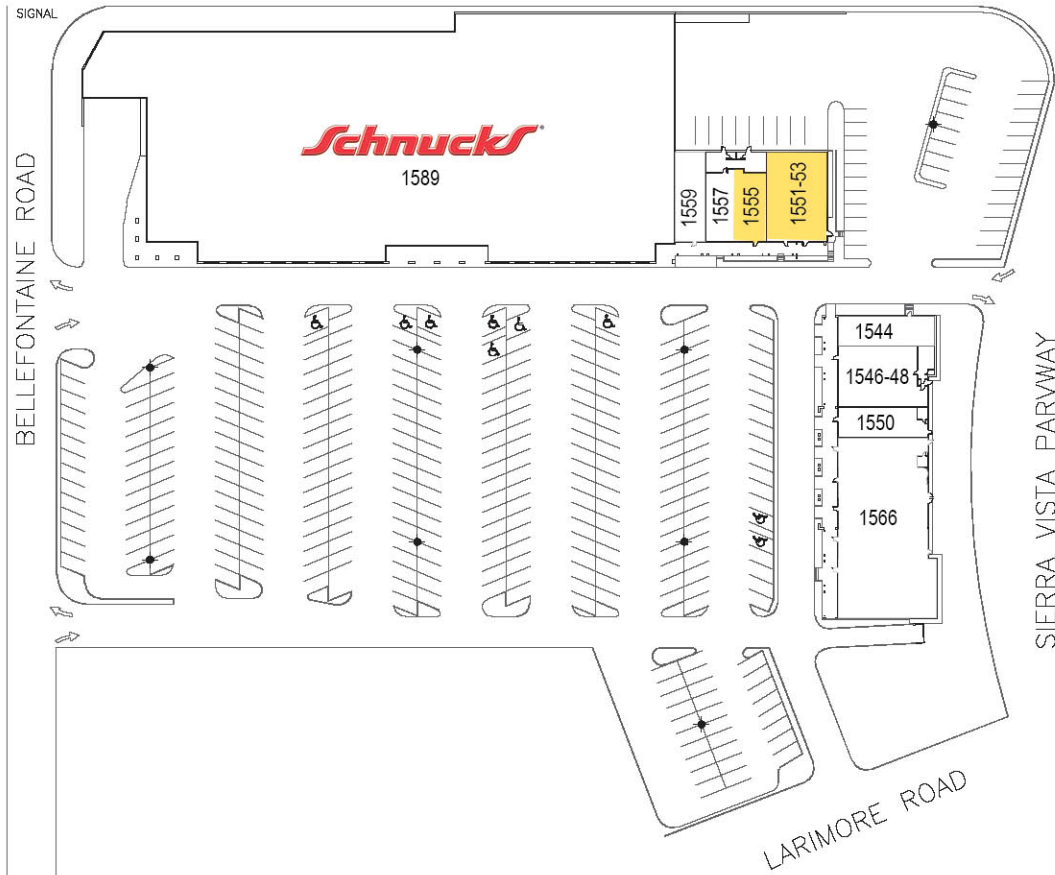 SIGNAL
BELLEFONTAINE ROAD
Schnucks
1589
1559
1557
1555
1551-53
1544
1546-48
1550
1566
SIERRA VISTA PARWWAY
LARIMORE ROAD